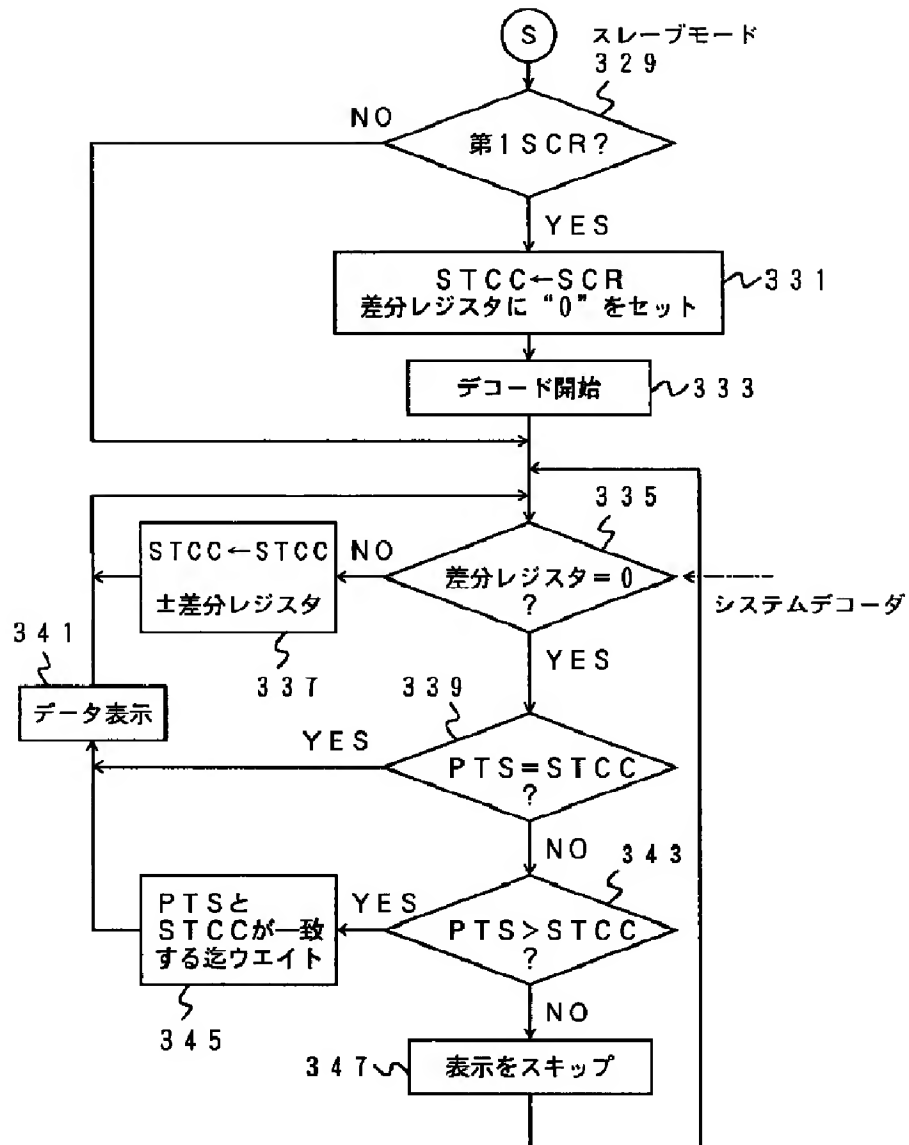 S
スレーブモード
329
NO
第1SCR?
YES
STCC←SCR
差分レジスタに“0”をセット
331
デコード開始
333
335
STCC←STCC
±差分レジスタ
NO
差分レジスタ=0
?
システムデコーダ
341
337
YES
339
データ表示
YES
PTS=STCC
?
NO
343
PTSと
STCCが一致
する迄ウエイト
YES
PTS>STCC
?
345
NO
347
表示をスキップ